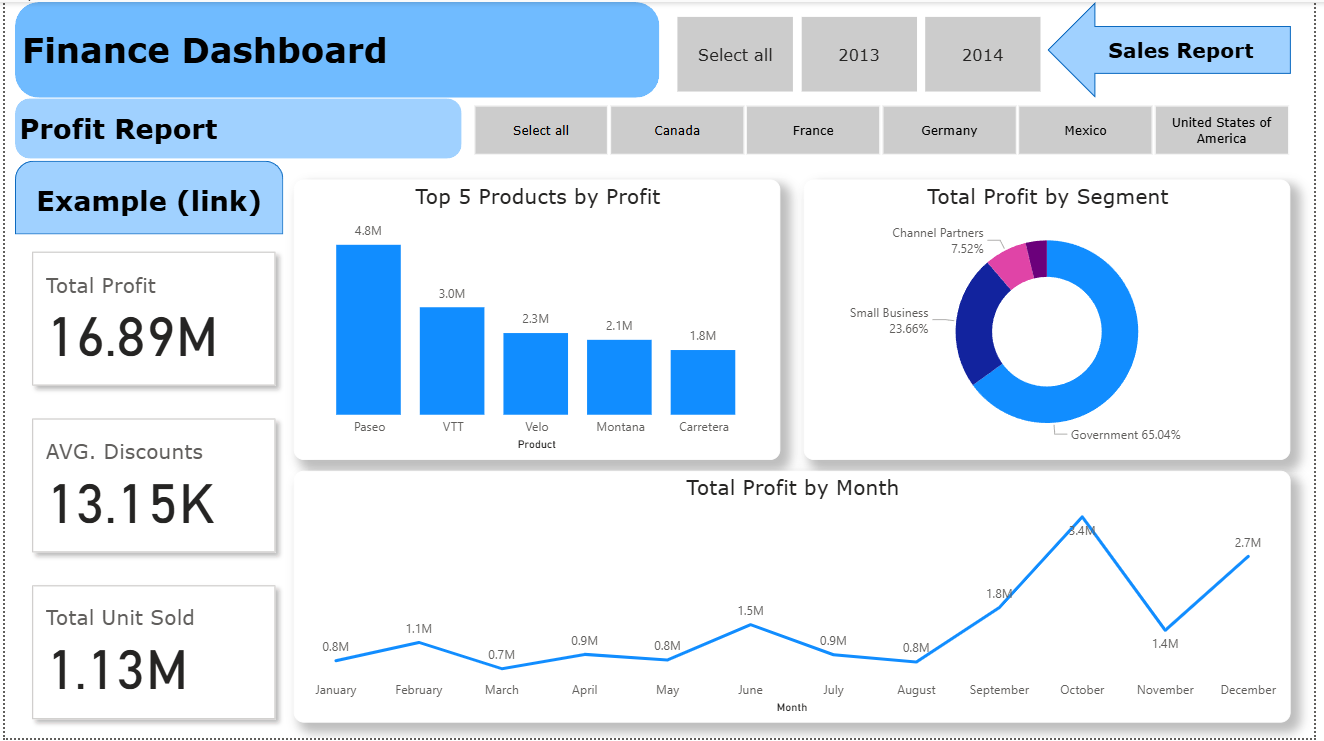 Finance Dashboard
Select all
2013
2014
Sales Report
Profit Report
Select all
Canada
France
Germany
Mexico
United States of
America
Example (link)
Total Profit
16.89M
AVG. Discounts
13.15K
Total Unit Sold
1.13M
Top 5 Products by Profit
4.8M
3.0M
2.3M
2.1M
1.8M
Paseo
VTT
Velo
Montana
Carretera
Product
Total Profit by Segment
Channel Partners
7.52%
Small Business
23.66%
Government 65.04%
Total Profit by Month
0.8M
1.1M
0.7M
0.9M
0.8M
1.5M
0.9M
0.8M
1.8M
3.4M
1.4M
2.7M
January
February
March
April
May
June
July
August
September
October
November
December
Month